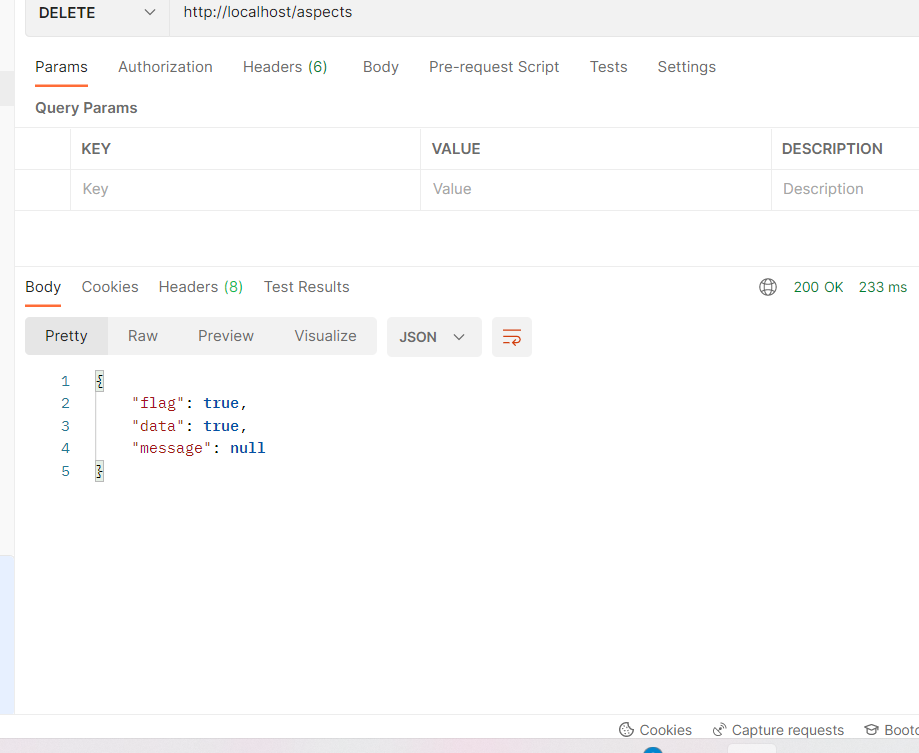 DELETE http://localhost/aspects
Params Authorization Headers (6) Body Pre-request Script Tests Settings
Query Params
KEY VALUE DESCRIPTION
Key Value Description
Body Cookies Headers (8) Test Results 200 OK 233 ms
Pretty Raw Preview Visualize JSON
1 {
2 "flag": true,
3 "data": true,
4 "message": null
5 }
Cookies Capture requests